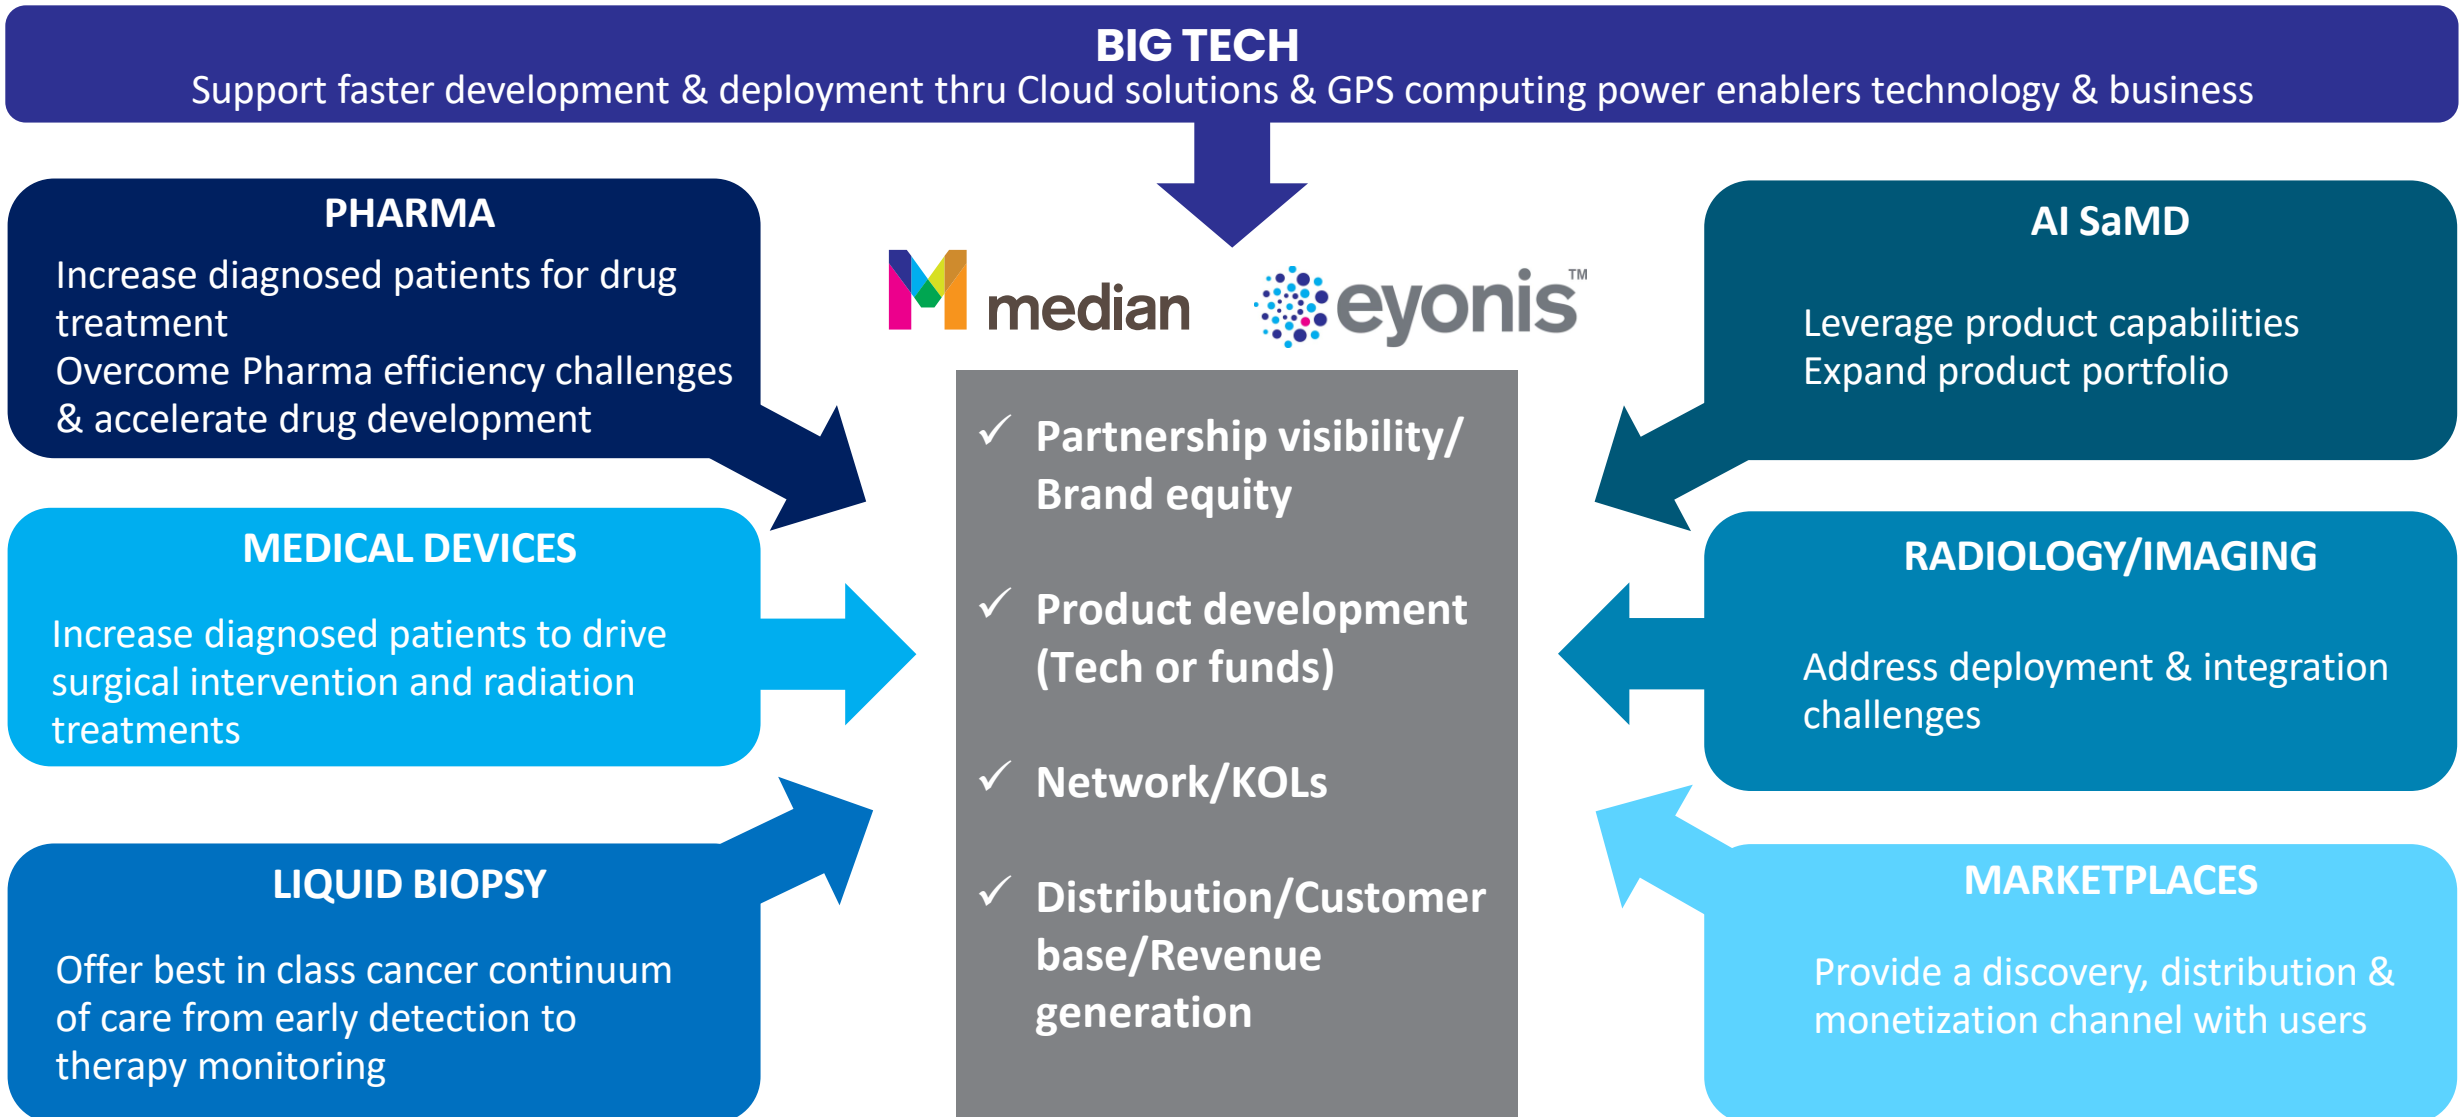 BIG TECH
Support faster development & deployment thru Cloud solutions & GPS computing power enablers technology & business
PHARMA
Increase diagnosed patients for drug
treatment
Overcome Pharma efficiency challenges
& accelerate drug development
MEDICAL DEVICES
Increase diagnosed patients to drive
surgical intervention and radiation
treatments
LIQUID BIOPSY
Offer best in class cancer continuum
of care from early detection to
therapy monitoring
median
eyonis™
✓ Partnership visibility/
Brand equity
✓ Product development
(Tech or funds)
✓ Network/KOLs
✓ Distribution/Customer
base/Revenue
generation
AI SaMD
Leverage product capabilities
Expand product portfolio
RADIOLOGY/IMAGING
Address deployment & integration
challenges
MARKETPLACES
Provide a discovery, distribution &
monetization channel with users